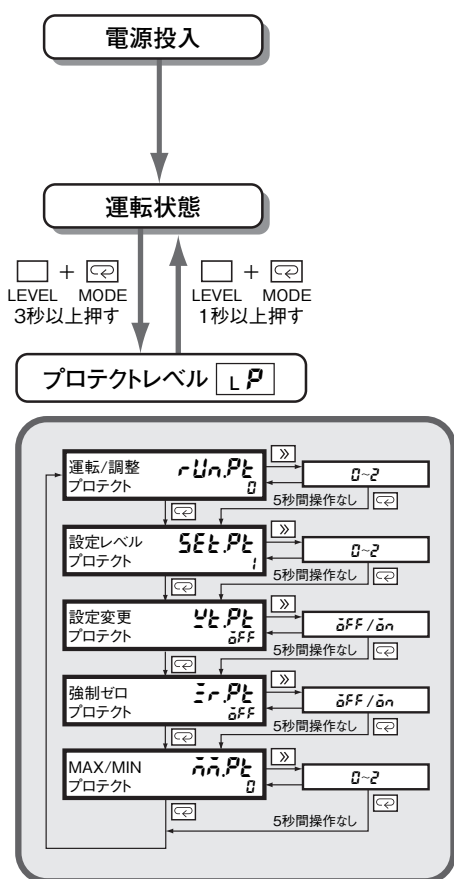 電源投入
運転状態
+
LEVEL MODE
3秒以上押す
+
LEVEL MODE
1秒以上押す
プロテクトレベル L P
運転/調整
プロテクト
rUn.Pt
0
»
0~2
5秒間操作なし
設定レベル
プロテクト
SEt.Pt
1
»
0~2
5秒間操作なし
設定変更
プロテクト
Yt.Pt
oFF
»
oFF/on
5秒間操作なし
強制ゼロ
プロテクト
Zr.Pt
oFF
»
oFF/on
5秒間操作なし
MAX/MIN
プロテクト
mm.Pt
0
»
0~2
5秒間操作なし